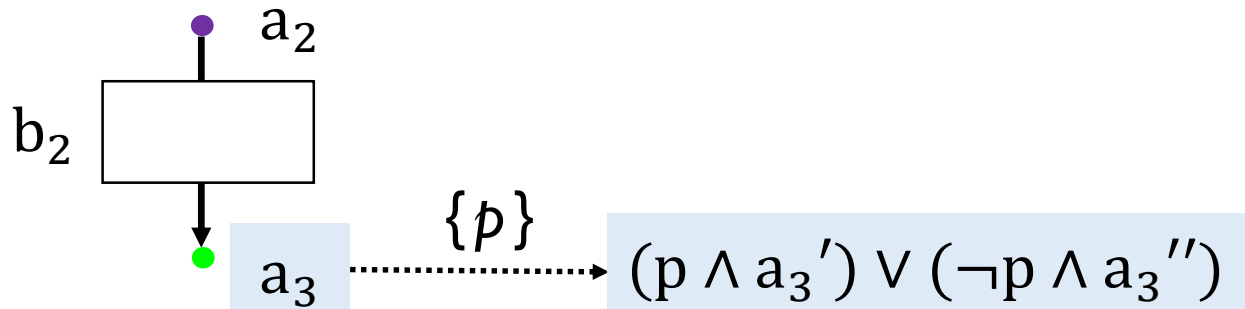 a₂
b₂
{p}
a₃
(p ∧ a₃′) ∨ (¬p ∧ a₃″)